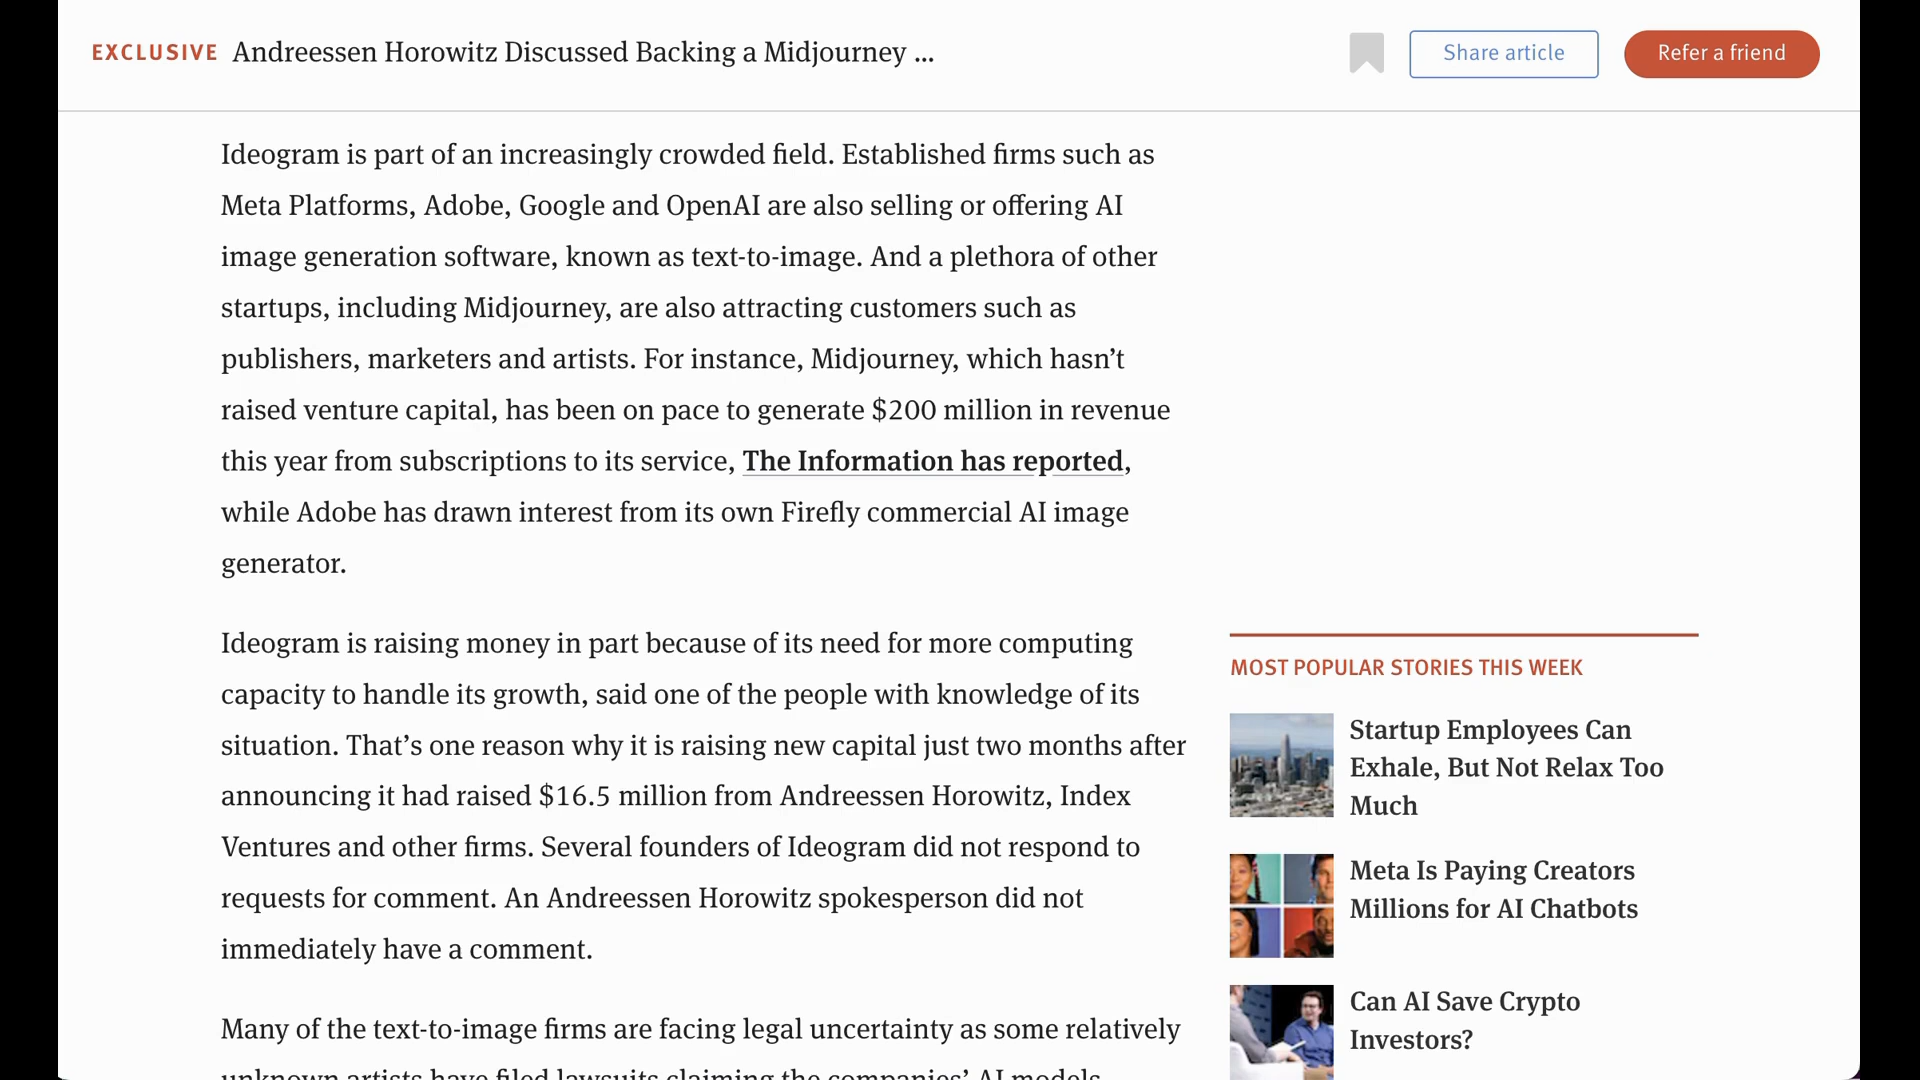 EXCLUSIVE Andreessen Horowitz Discussed Backing a Midjourney ...
Share article
Refer a friend
Ideogram is part of an increasingly crowded field. Established firms such as
Meta Platforms, Adobe, Google and OpenAI are also selling or offering AI
image generation software, known as text-to-image. And a plethora of other
startups, including Midjourney, are also attracting customers such as
publishers, marketers and artists. For instance, Midjourney, which hasn’t
raised venture capital, has been on pace to generate $200 million in revenue
this year from subscriptions to its service, The Information has reported,
while Adobe has drawn interest from its own Firefly commercial AI image
generator.
Ideogram is raising money in part because of its need for more computing
capacity to handle its growth, said one of the people with knowledge of its
situation. That’s one reason why it is raising new capital just two months after
announcing it had raised $16.5 million from Andreessen Horowitz, Index
Ventures and other firms. Several founders of Ideogram did not respond to
requests for comment. An Andreessen Horowitz spokesperson did not
immediately have a comment.
Many of the text-to-image firms are facing legal uncertainty as some relatively
unknown artists have filed lawsuits claiming the companies’ AI models
MOST POPULAR STORIES THIS WEEK
Startup Employees Can
Exhale, But Not Relax Too
Much
Meta Is Paying Creators
Millions for AI Chatbots
Can AI Save Crypto
Investors?